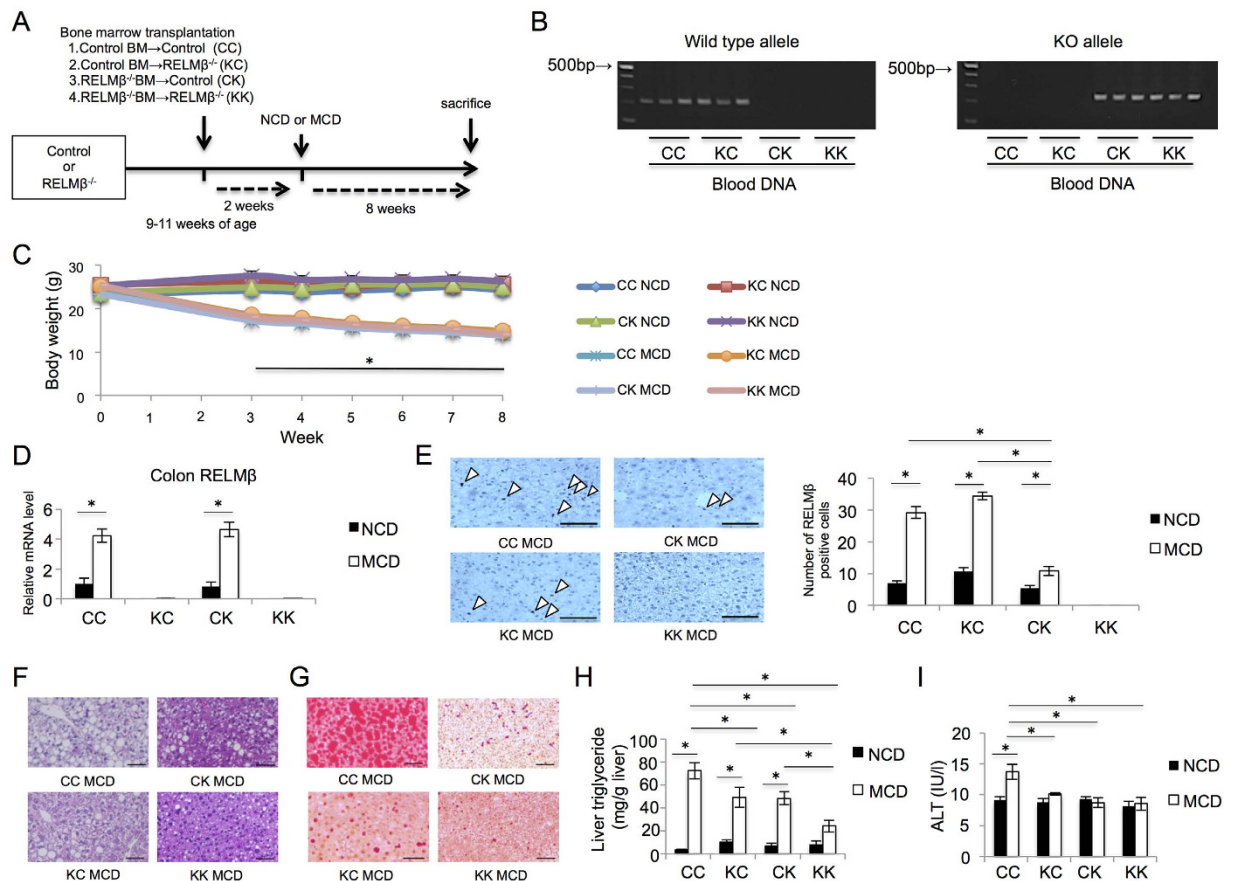 A
Bone marrow transplantation
1.Control BM→Control (CC)
2.Control BM→RELMβ-/- (KC)
3.RELMβ-/-BM→Control (CK)
4.RELMβ-/-BM→RELMβ-/- (KK)
NCD or MCD
sacrifice
Control
or
RELMβ-/-
2 weeks
8 weeks
9-11 weeks of age
B
Wild type allele
KO allele
500bp→
500bp→
CC KC CK KK
CC KC CK KK
Blood DNA
Blood DNA
C
Body weight (g)
30
20
10
0
*
0 1 2 3 4 5 6 7 8
Week
CC NCD
KC NCD
CK NCD
KK NCD
CC MCD
KC MCD
CK MCD
KK MCD
D
Colon RELMβ
Relative mRNA level
6
4
2
0
* *
CC KC CK KK
NCD
MCD
E
CC MCD
CK MCD
KC MCD
KK MCD
Number of RELMβ
positive cells
40
30
20
10
0
*
*
* * *
CC KC CK KK
NCD
MCD
F
CC MCD
CK MCD
KC MCD
KK MCD
G
CC MCD
CK MCD
KC MCD
KK MCD
H
Liver triglyceride
(mg/g liver)
100
80
60
40
20
0
*
*
*
*
*
* * *
CC KC CK KK
NCD
MCD
I
ALT (IU/l)
20
15
10
5
0
*
*
*
*
CC KC CK KK
NCD
MCD